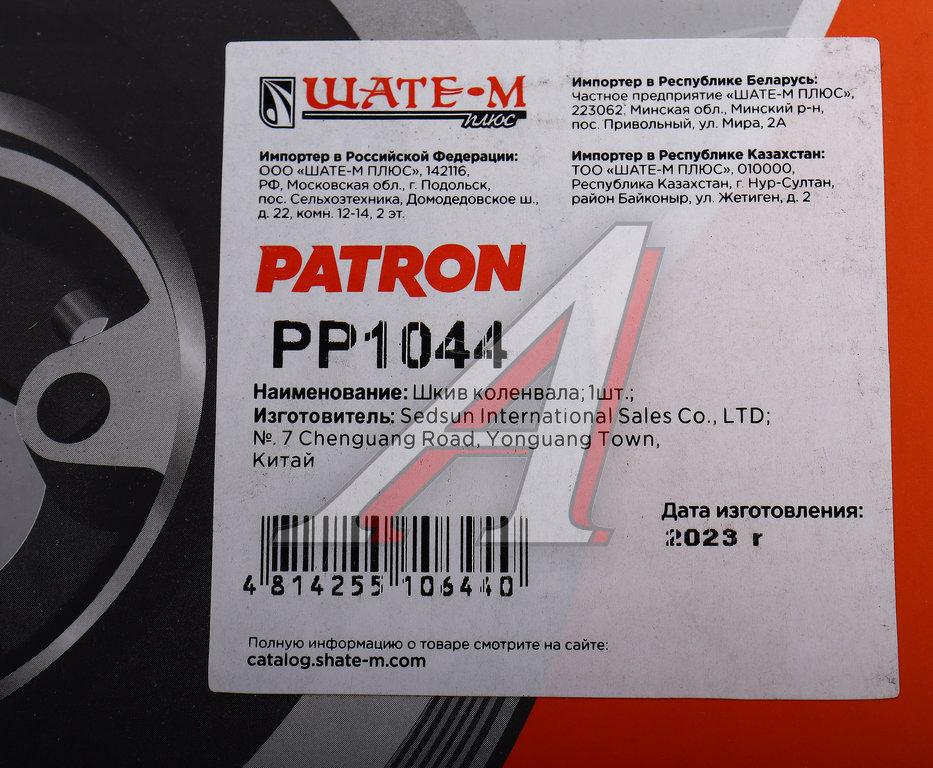 ШАТЕ-М
плюс
Импортер в Российской Федерации:
ООО «ШАТЕ-М ПЛЮС», 142116,
РФ, Московская обл., г. Подольск,
пос. Сельхозтехника, Домодедовское ш.,
д. 22, комн. 12-14, 2 эт.
Импортер в Республике Беларусь:
Частное предприятие «ШАТЕ-М ПЛЮС»,
223062, Минская обл., Минский р-н,
пос. Привольный, ул. Мира, 2А
Импортер в Республике Казахстан:
ТОО «ШАТЕ-М ПЛЮС», 010000,
Республика Казахстан, г. Нур-Султан,
район Байконыр, ул. Жетиген, д. 2
PATRON
PP1044
Наименование: Шкив коленвала; 1шт.;
Изготовитель: Sedsun International Sales Co., LTD;
№. 7 Chenguang Road, Yonguang Town,
Китай
Дата изготовления:
2023 г
4 814255 106440
Полную информацию о товаре смотрите на сайте:
catalog.shate-m.com